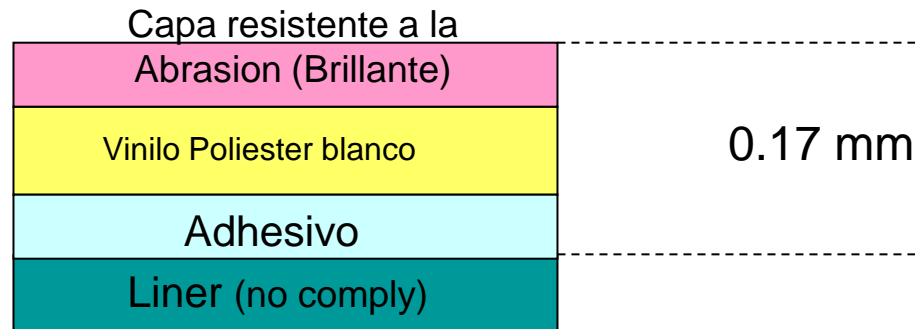 Capa resistente a la
Abrasion (Brillante)
Vinilo Poliester blanco
0.17 mm
Adhesivo
Liner (no comply)